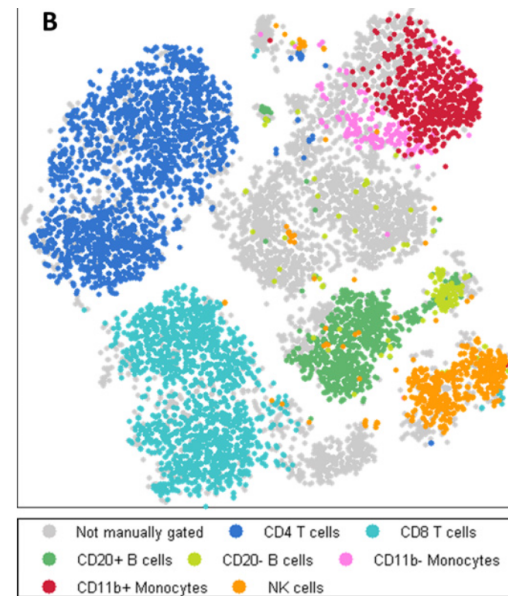 B
Not manually gated CD4 T cells CD8 T cells
CD20+ B cells CD20- B cells CD11b- Monocytes
CD11b+ Monocytes NK cells